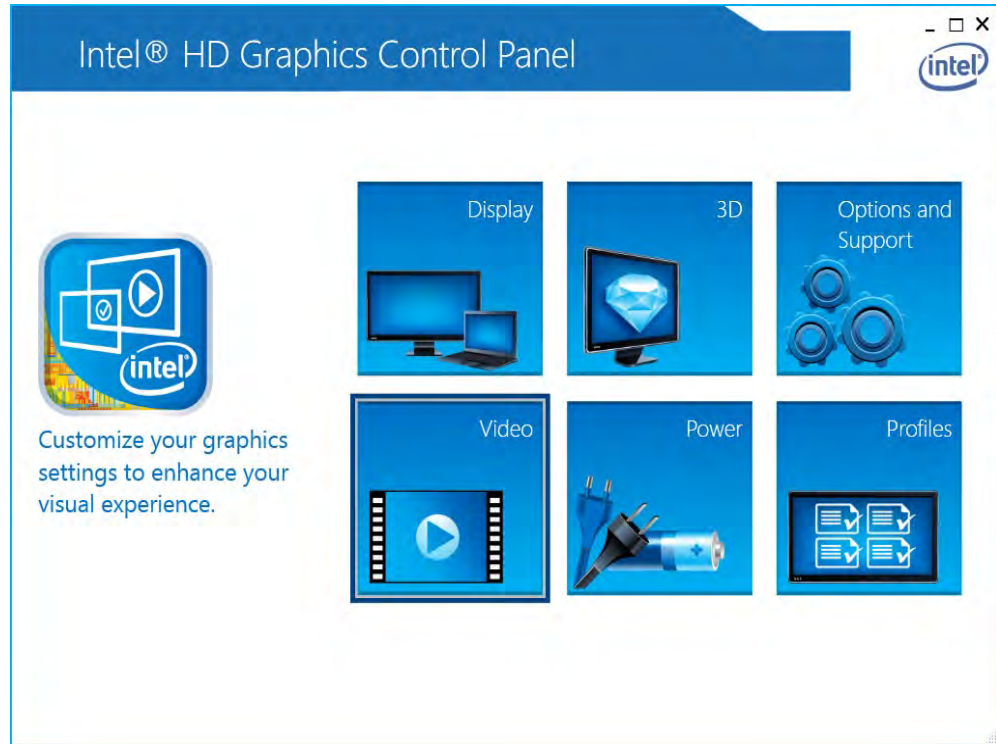 Intel® HD Graphics Control Panel
intel®
Display
3D
Options and
Support
intel®
Customize your graphics
settings to enhance your
visual experience.
Video
Power
Profiles